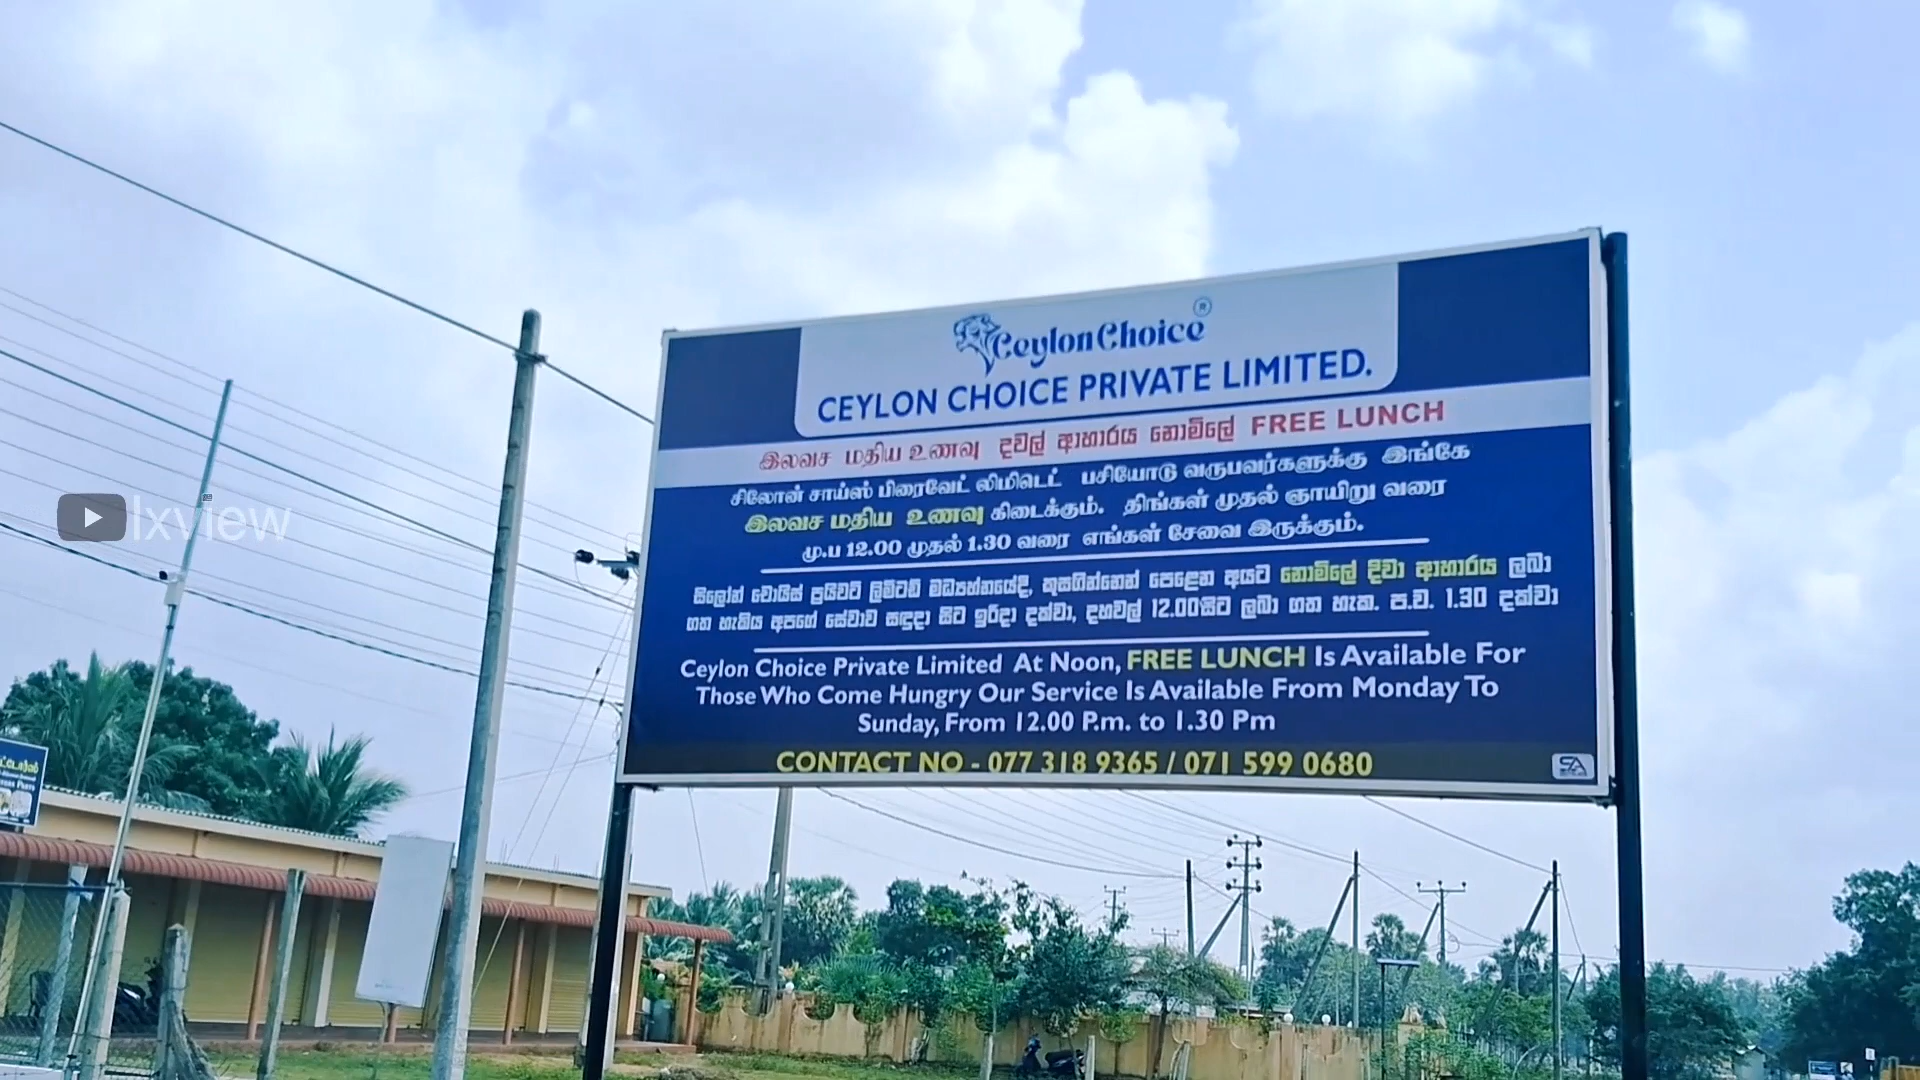 CeylonChoice ®
CEYLON CHOICE PRIVATE LIMITED.
இலவச மதிய உணவு දවල් ආහාරය නොමිලේ FREE LUNCH
சிலோன் சாய்ஸ் பிரைவேட் லிமிடெட் பசியோடு வருபவர்களுக்கு இங்கே
இலவச மதிய உணவு கிடைக்கும். திங்கள் முதல் ஞாயிறு வரை
மு.ப 12.00 முதல் 1.30 வரை எங்கள் சேவை இருக்கும்.
සිලෝන් චොයිස් ප්‍රයිවට් ලිමිටඩ් මධ්‍යහ්නයේදී, කුසගින්නෙන් පෙළෙන අයට නොමිලේ දිවා ආහාරය ලබා
ගත හැකිය අපගේ සේවාව සඳුදා සිට ඉරිදා දක්වා, දහවල් 12.00සිට ලබා ගත හැක. ප.ව. 1.30 දක්වා
Ceylon Choice Private Limited At Noon, FREE LUNCH Is Available For
Those Who Come Hungry Our Service Is Available From Monday To
Sunday, From 12.00 P.m. to 1.30 Pm
CONTACT NO - 077 318 9365 / 071 599 0680
SA
lxview